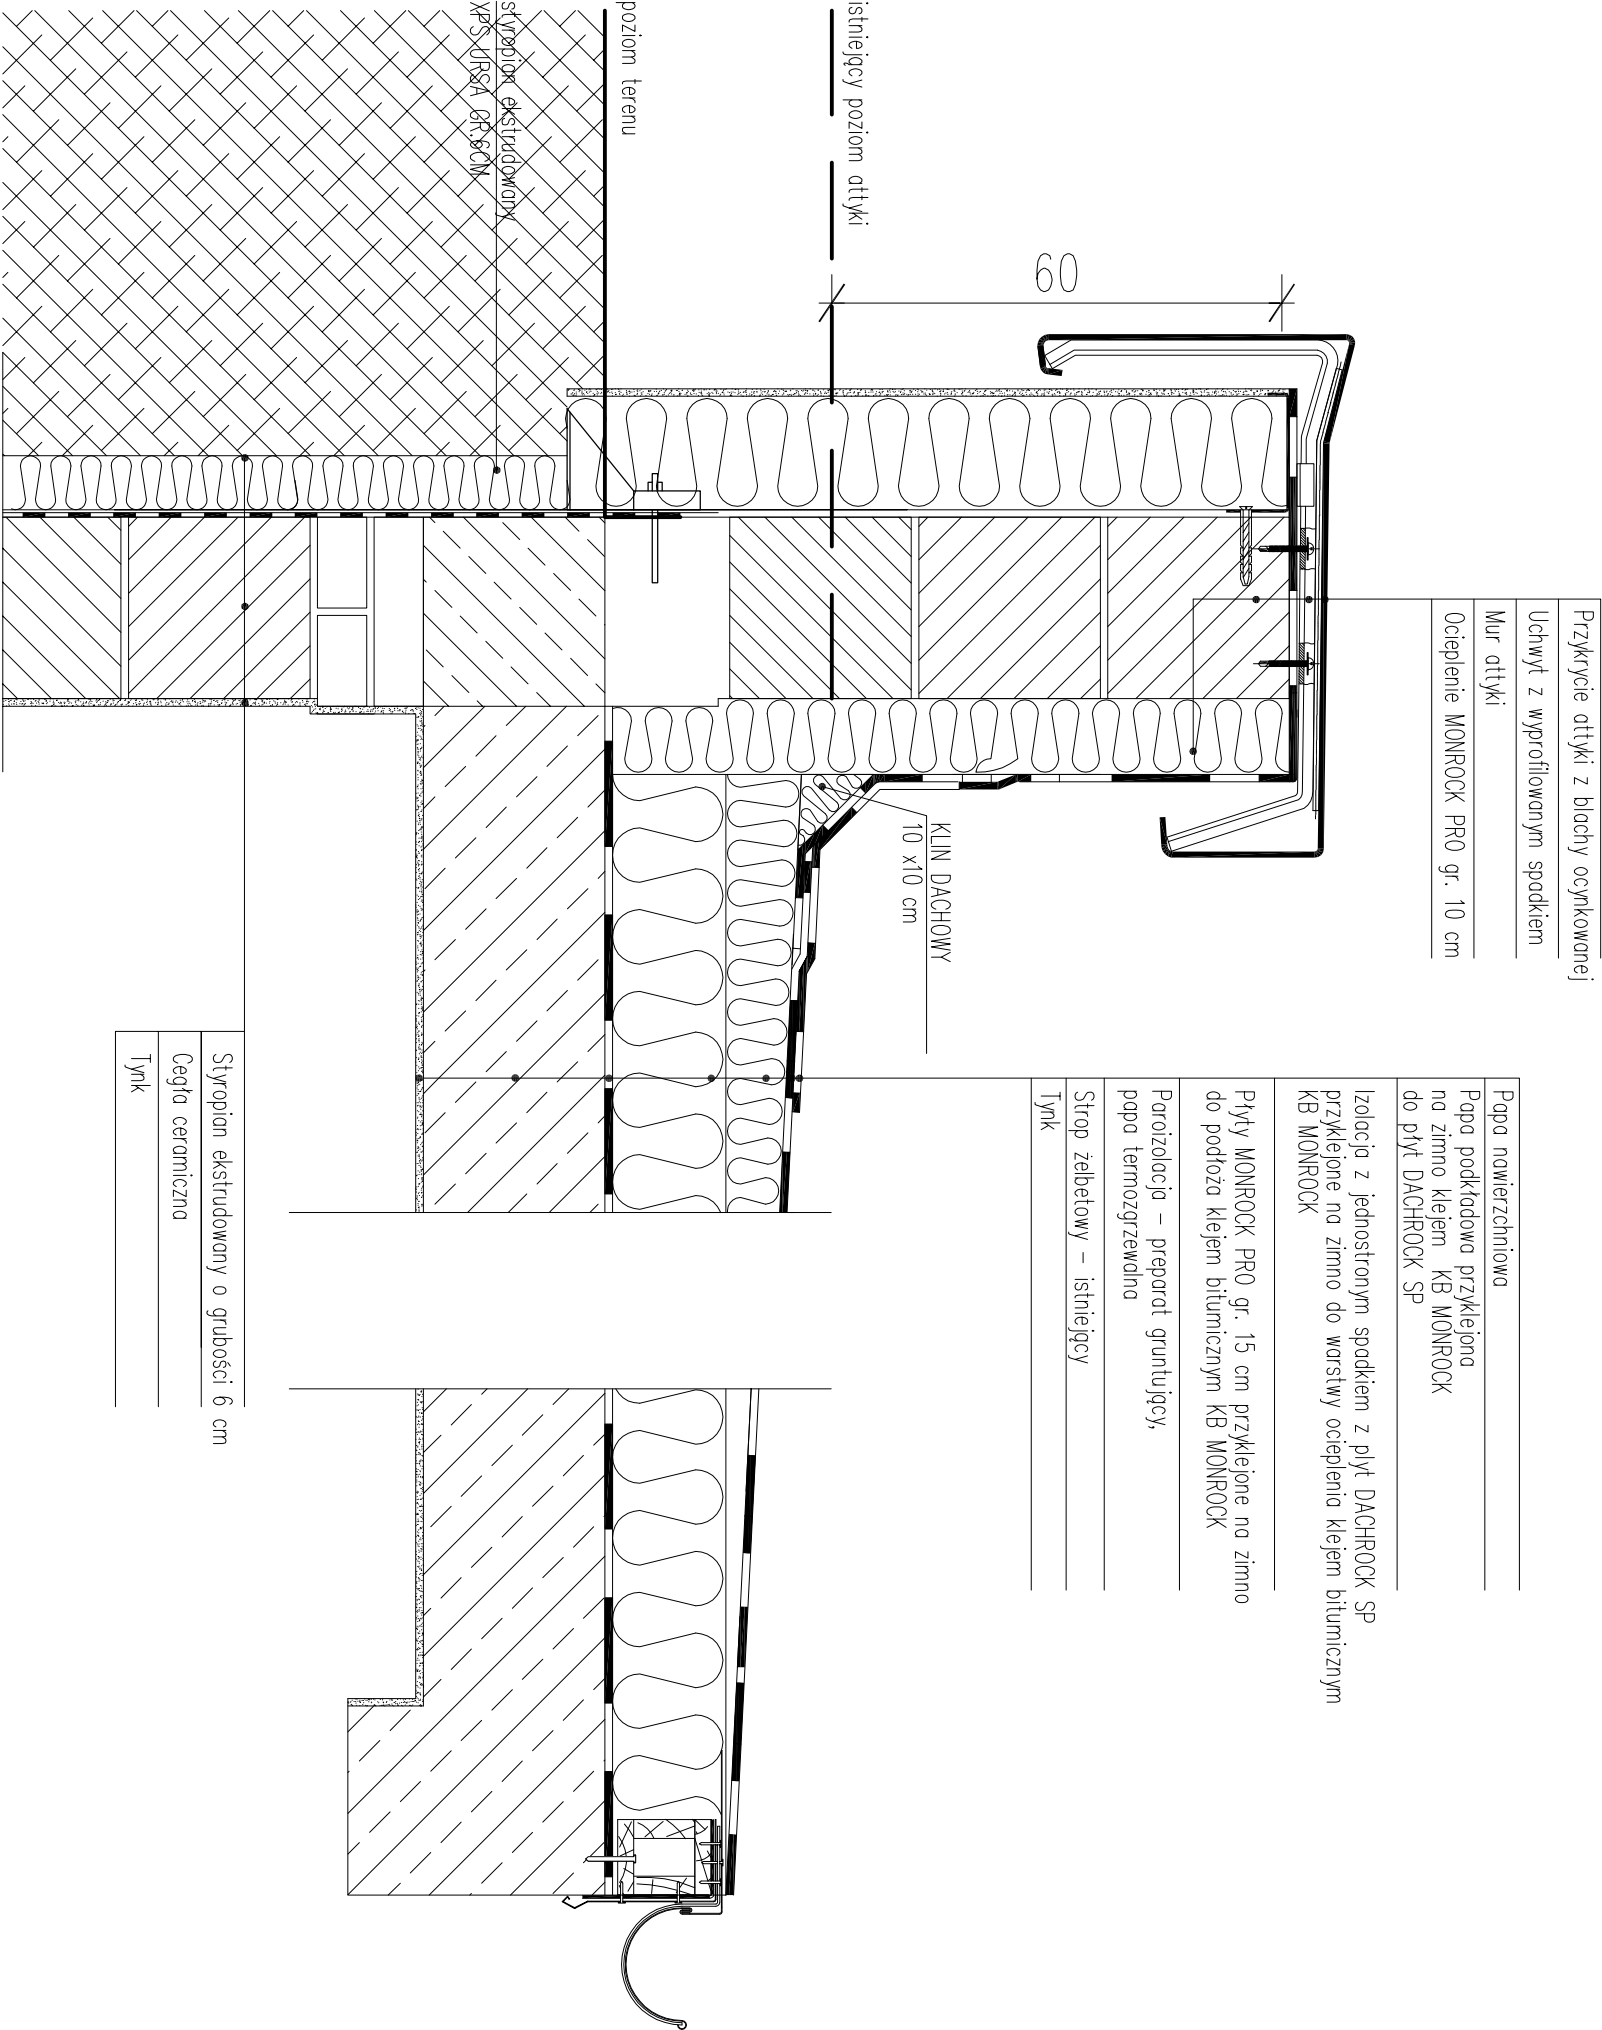 Przykrycie attyki z blachy ocynkowanej
Uchwyt z wyprofilowanym spadkiem
Mur attyki
Ocieplenie MONROCK PRO gr. 10 cm
Papa nawierzchniowa
Papa podkładowa przyklejona
na zimno klejem KB MONROCK
do płyt DACHROCK SP
Izolacja z jednostronym spadkiem z plyt DACHROCK SP
przyklejone na zimno do warstwy ocieplenia klejem bitumicznym
KB MONROCK
Płyty MONROCK PRO gr. 15 cm przyklejone na zimno
do podłoża klejem bitumicznym KB MONROCK
Paroizolacja – preparat gruntujący,
papa termozgrzewalna
Strop żelbetowy – istniejący
Tynk
60
KLIN DACHOWY
10 x10 cm
istniejący poziom attyki
poziom terenu
styropian ekstrudowany
XPS URSA GR.6CM
Styropian ekstrudowany o grubości 6 cm
Cegła ceramiczna
Tynk